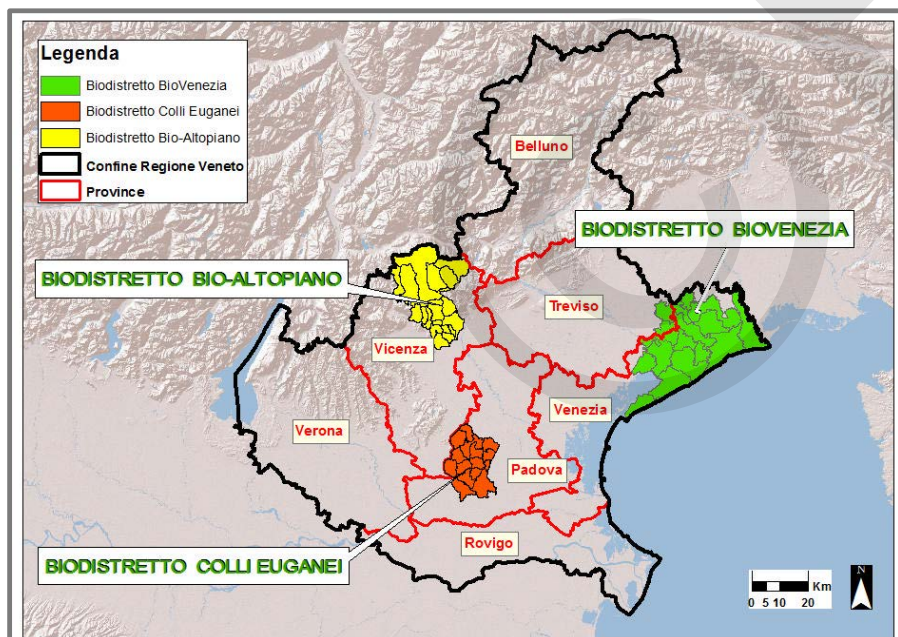 Legenda
Biodistretto BioVenezia
Biodistretto Colli Euganei
Biodistretto Bio-Altopiano
Confine Regione Veneto
Province
Belluno
BIODISTRETTO BIOVENEZIA
BIODISTRETTO BIO-ALTOPIANO
Treviso
Vicenza
Venezia
Verona
Padova
Rovigo
BIODISTRETTO COLLI EUGANEI
N
Km
0 5 10 20